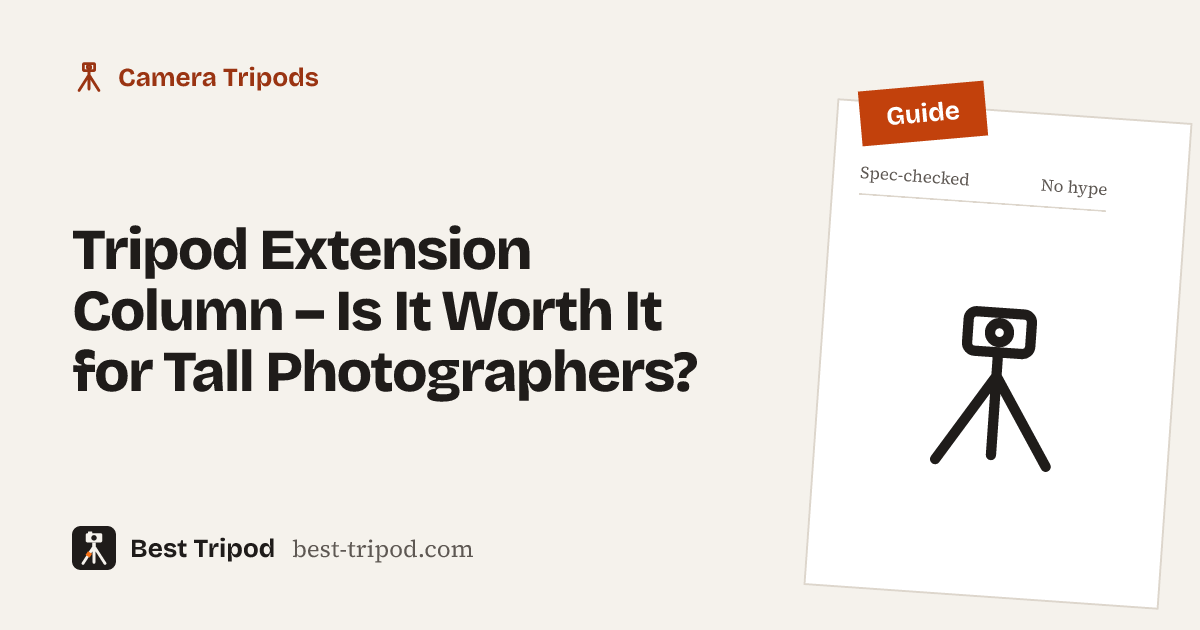 Camera Tripods
Guide
Spec-checked No hype
Tripod Extension
Column – Is It Worth It
for Tall Photographers?
Best Tripod best-tripod.com